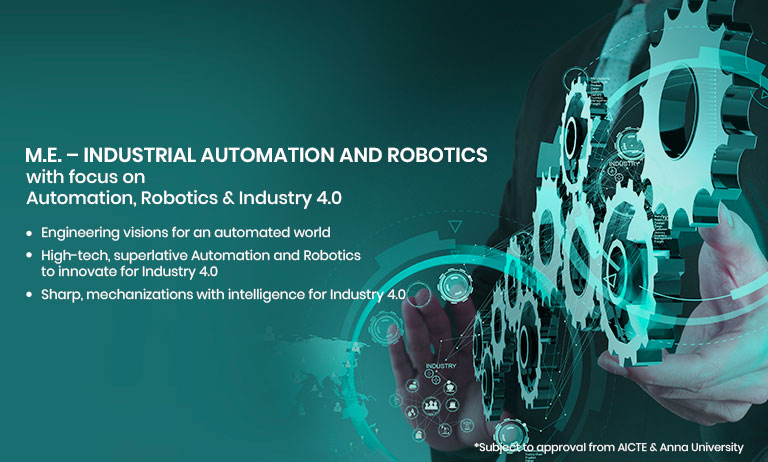 M.E. – INDUSTRIAL AUTOMATION AND ROBOTICS
with focus on
Automation, Robotics & Industry 4.0
• Engineering visions for an automated world
• High-tech, superlative Automation and Robotics
to innovate for Industry 4.0
• Sharp, mechanizations with intelligence for Industry 4.0
INDUSTRY
INDUSTRY
*Subject to approval from AICTE & Anna University